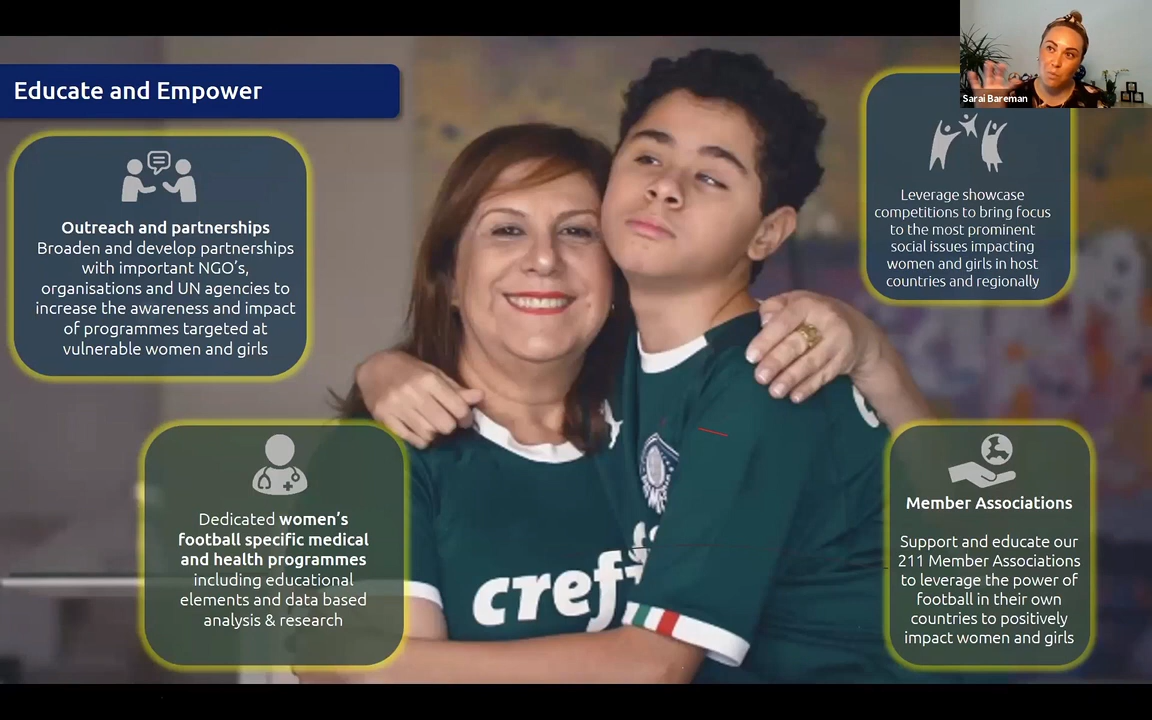 Educate and Empower
Sarai Bareman
Outreach and partnerships
Broaden and develop partnerships
with important NGO's,
organisations and UN agencies to
increase the awareness and impact
of programmes targeted at
vulnerable women and girls
Leverage showcase
competitions to bring focus
to the most prominent
social issues impacting
women and girls in host
countries and regionally
Dedicated women's
football specific medical
and health programmes
including educational
elements and data based
analysis & research
Member Associations
Support and educate our
211 Member Associations
to leverage the power of
football in their own
countries to positively
impact women and girls